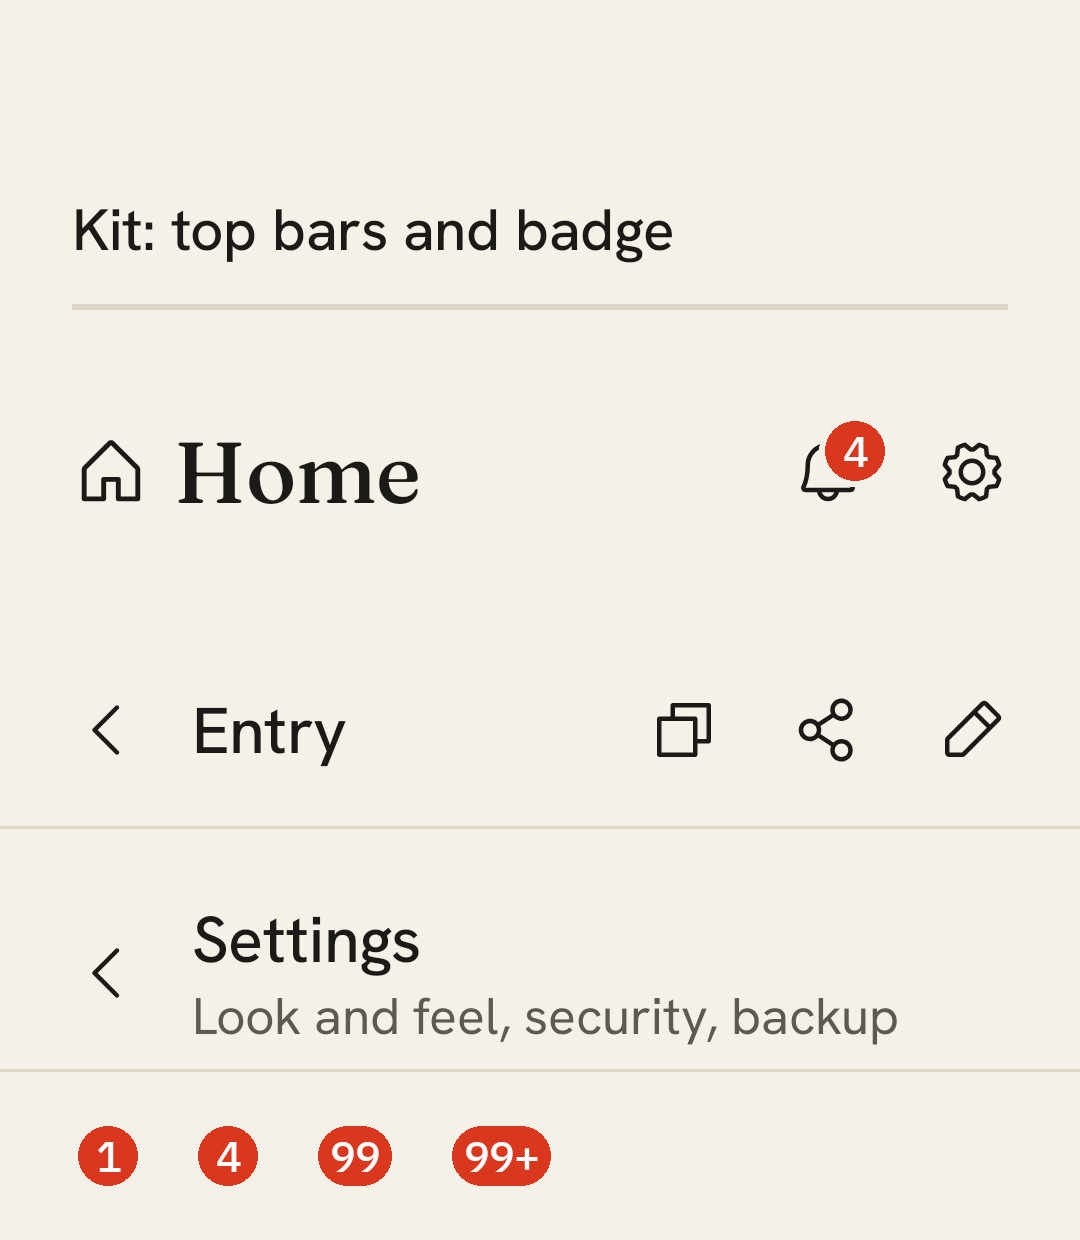 Kit: top bars and badge
Home 4
Entry
Settings
Look and feel, security, backup
1 4 99 99+